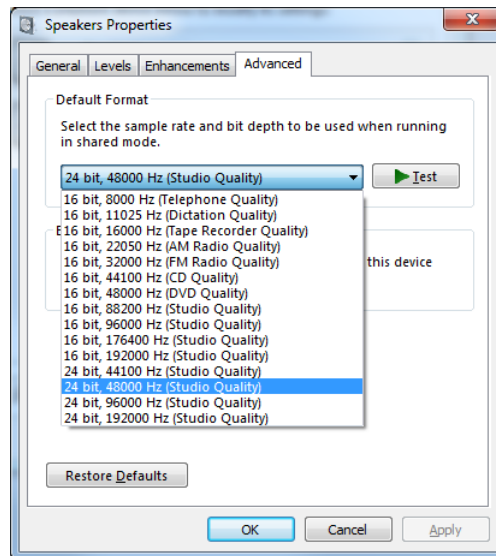 Speakers Properties
General
Levels
Enhancements
Advanced
Default Format
Select the sample rate and bit depth to be used when running
in shared mode.
24 bit, 48000 Hz (Studio Quality)
Test
16 bit, 8000 Hz (Telephone Quality)
16 bit, 11025 Hz (Dictation Quality)
16 bit, 16000 Hz (Tape Recorder Quality)
16 bit, 22050 Hz (AM Radio Quality)
16 bit, 32000 Hz (FM Radio Quality)
this device
16 bit, 44100 Hz (CD Quality)
16 bit, 48000 Hz (DVD Quality)
16 bit, 88200 Hz (Studio Quality)
16 bit, 96000 Hz (Studio Quality)
16 bit, 176400 Hz (Studio Quality)
16 bit, 192000 Hz (Studio Quality)
24 bit, 44100 Hz (Studio Quality)
24 bit, 48000 Hz (Studio Quality)
24 bit, 96000 Hz (Studio Quality)
24 bit, 192000 Hz (Studio Quality)
Restore Defaults
OK
Cancel
Apply